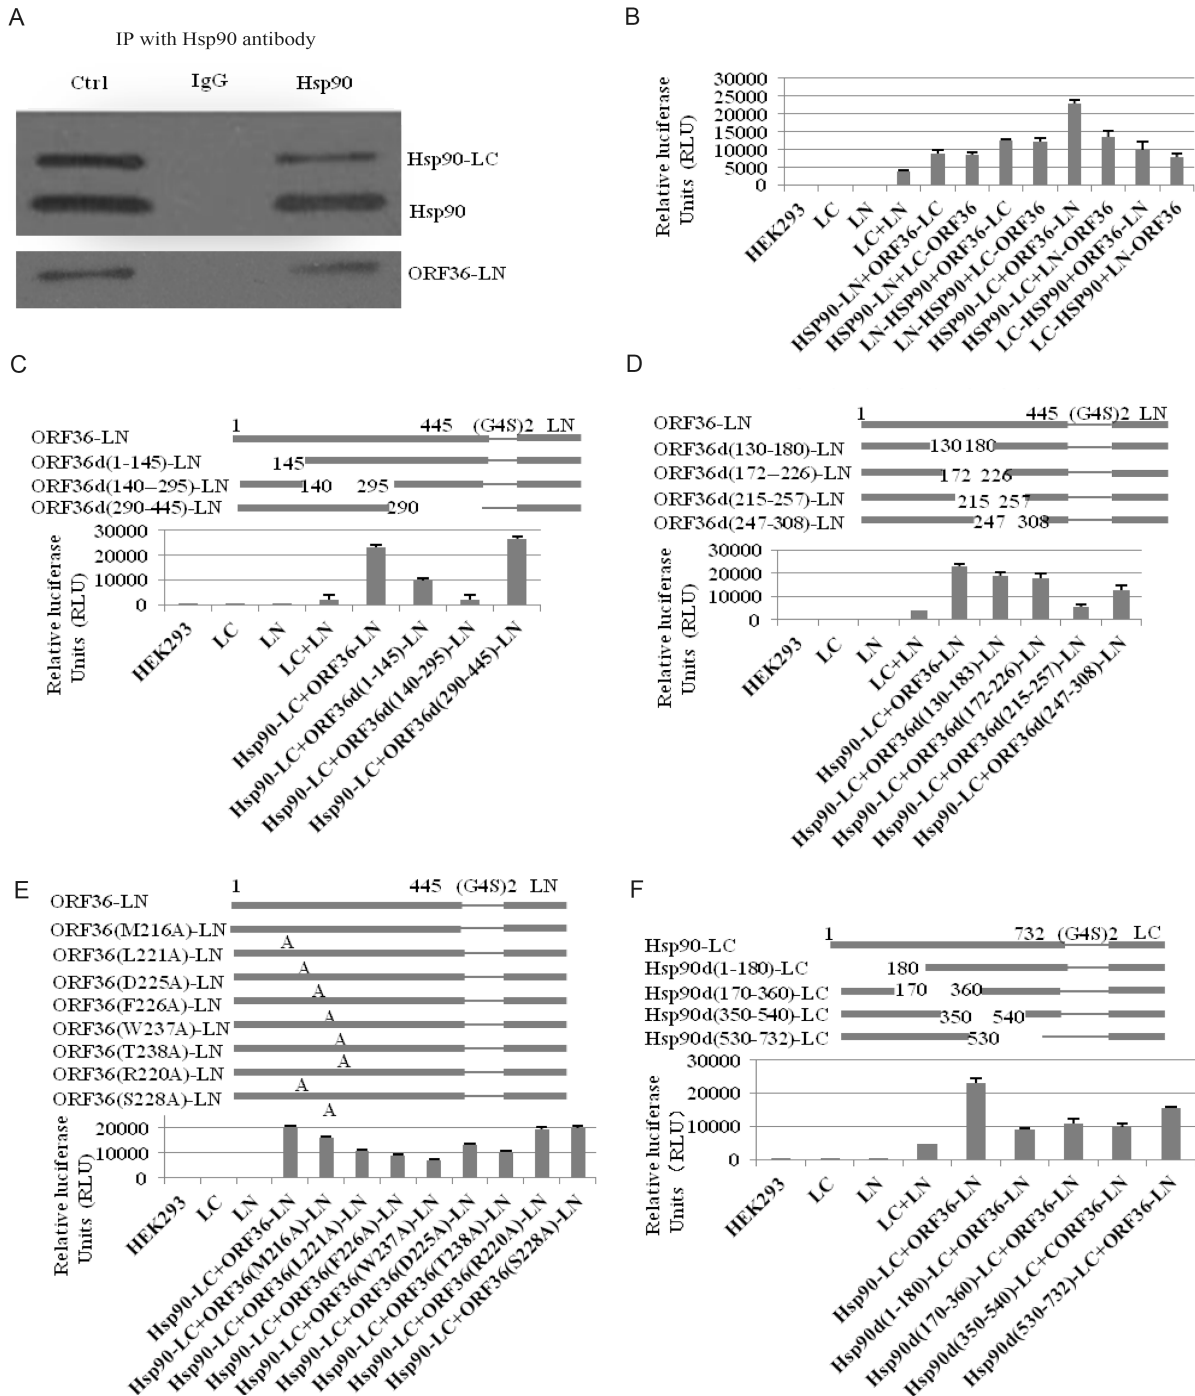 A
IP with Hsp90 antibody
Ctrl IgG Hsp90
Hsp90-LC
Hsp90
ORF36-LN
B
Relative luciferase
Units (RLU)
30000
25000
20000
15000
10000
5000
0
HEK293
LC
LN
LC+LN
HSP90-LN+ORF36-LC
HSP90-LN+LC-ORF36
LN-HSP90+ORF36-LC
LN-HSP90+LC-ORF36
HSP90-LC+ORF36-LN
HSP90-LC+LN-ORF36
LC-HSP90+ORF36-LN
LC-HSP90+LN-ORF36
C
1 445 (G4S)2 LN
ORF36-LN
ORF36d(1-145)-LN 145
ORF36d(140-295)-LN 140 295
ORF36d(290-445)-LN 290
Relative luciferase
Units (RLU)
30000
20000
10000
0
HEK293
LC
LN
LC+LN
Hsp90-LC+ORF36-LN
Hsp90-LC+ORF36d(1-145)-LN
Hsp90-LC+ORF36d(140-295)-LN
Hsp90-LC+ORF36d(290-445)-LN
D
1 445 (G4S)2 LN
ORF36-LN
ORF36d(130-180)-LN 130 180
ORF36d(172-226)-LN 172 226
ORF36d(215-257)-LN 215 257
ORF36d(247-308)-LN 247 308
Relative luciferase
Units (RLU)
30000
20000
10000
0
HEK293
LC
LN
LC+LN
Hsp90-LC+ORF36-LN
Hsp90-LC+ORF36d(130-183)-LN
Hsp90-LC+ORF36d(172-226)-LN
Hsp90-LC+ORF36d(215-257)-LN
Hsp90-LC+ORF36d(247-308)-LN
E
1 445 (G4S)2 LN
ORF36-LN
ORF36(M216A)-LN
A
ORF36(L221A)-LN
A
ORF36(D225A)-LN
A
ORF36(F226A)-LN
A
ORF36(W237A)-LN
A
ORF36(T238A)-LN
A
ORF36(R220A)-LN
A
ORF36(S228A)-LN
A
Relative luciferase
Units (RLU)
20000
10000
0
HEK293
LC
LN
Hsp90-LC+ORF36-LN
Hsp90-LC+ORF36(M216A)-LN
Hsp90-LC+ORF36(L221A)-LN
Hsp90-LC+ORF36(F226A)-LN
Hsp90-LC+ORF36(W237A)-LN
Hsp90-LC+ORF36(D225A)-LN
Hsp90-LC+ORF36(T238A)-LN
Hsp90-LC+ORF36(R220A)-LN
Hsp90-LC+ORF36(S228A)-LN
F
1 732 (G4S)2 LC
Hsp90-LC
Hsp90d(1-180)-LC 180
Hsp90d(170-360)-LC 170 360
Hsp90d(350-540)-LC 350 540
Hsp90d(530-732)-LC 530
Relative luciferase
Units (RLU)
30000
20000
10000
0
HEK293
LC
LN
LC+LN
Hsp90-LC+ORF36-LN
Hsp90d(1-180)-LC+ORF36-LN
Hsp90d(170-360)-LC+ORF36-LN
Hsp90d(350-540)-LC+CORF36-LN
Hsp90d(530-732)-LC+ORF36-LN